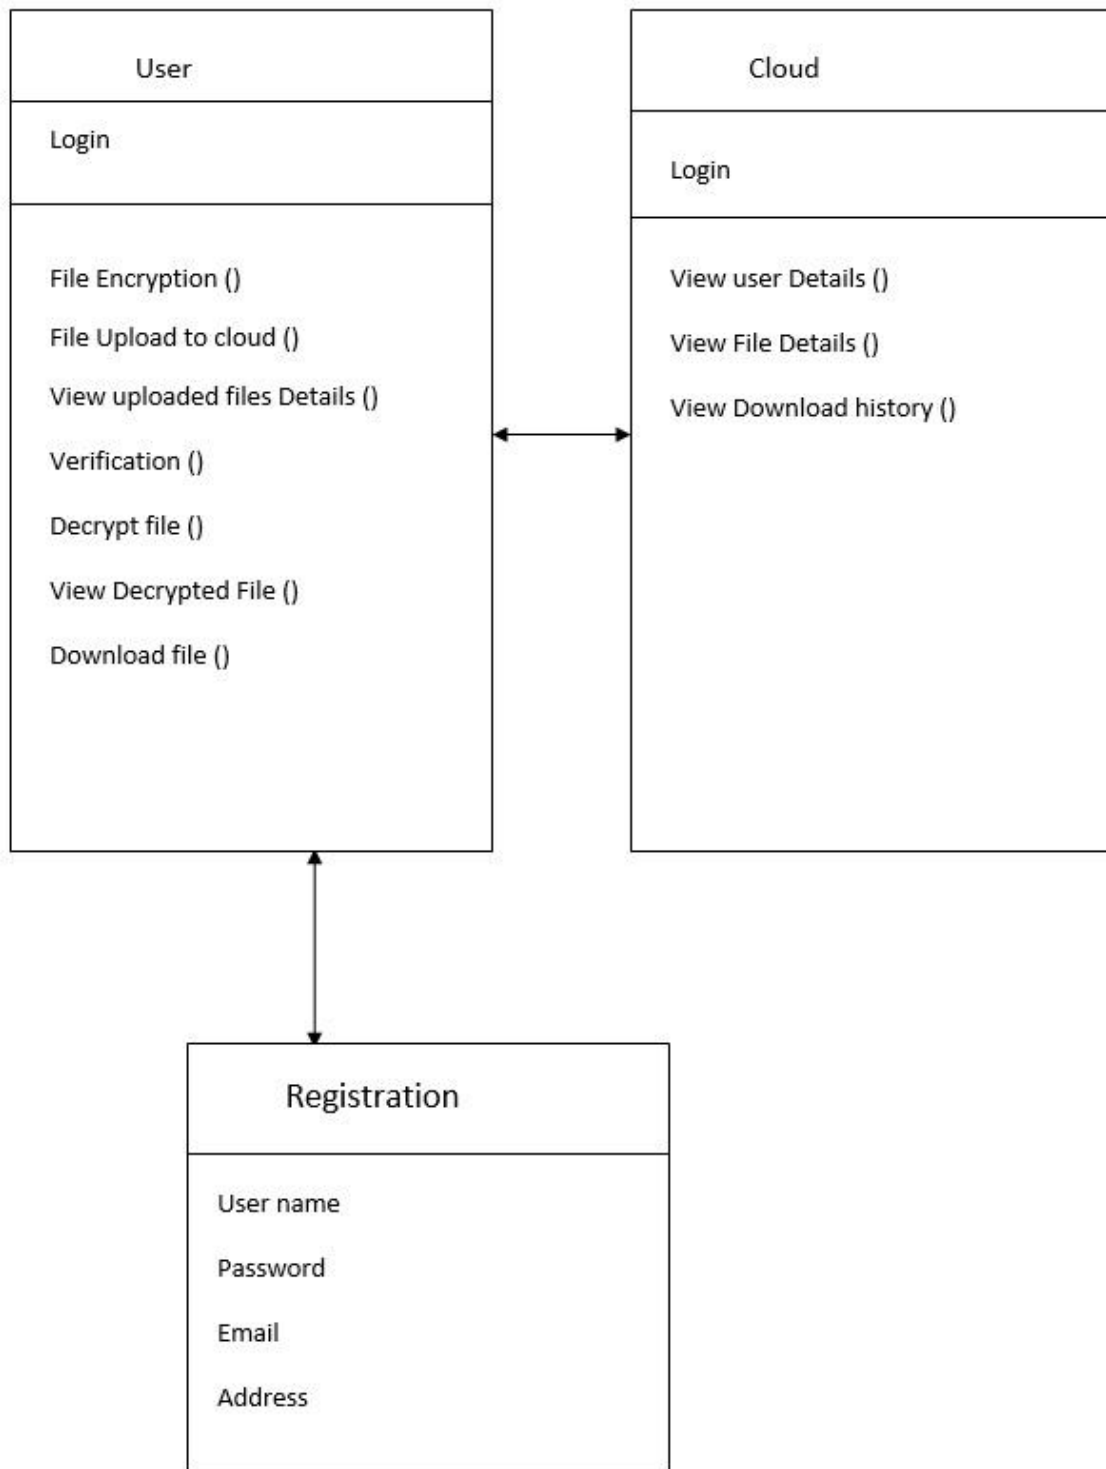 User
Login
File Encryption ()
File Upload to cloud ()
View uploaded files Details ()
Verification ()
Decrypt file ()
View Decrypted File ()
Download file ()
Cloud
Login
View user Details ()
View File Details ()
View Download history ()
Registration
User name
Password
Email
Address